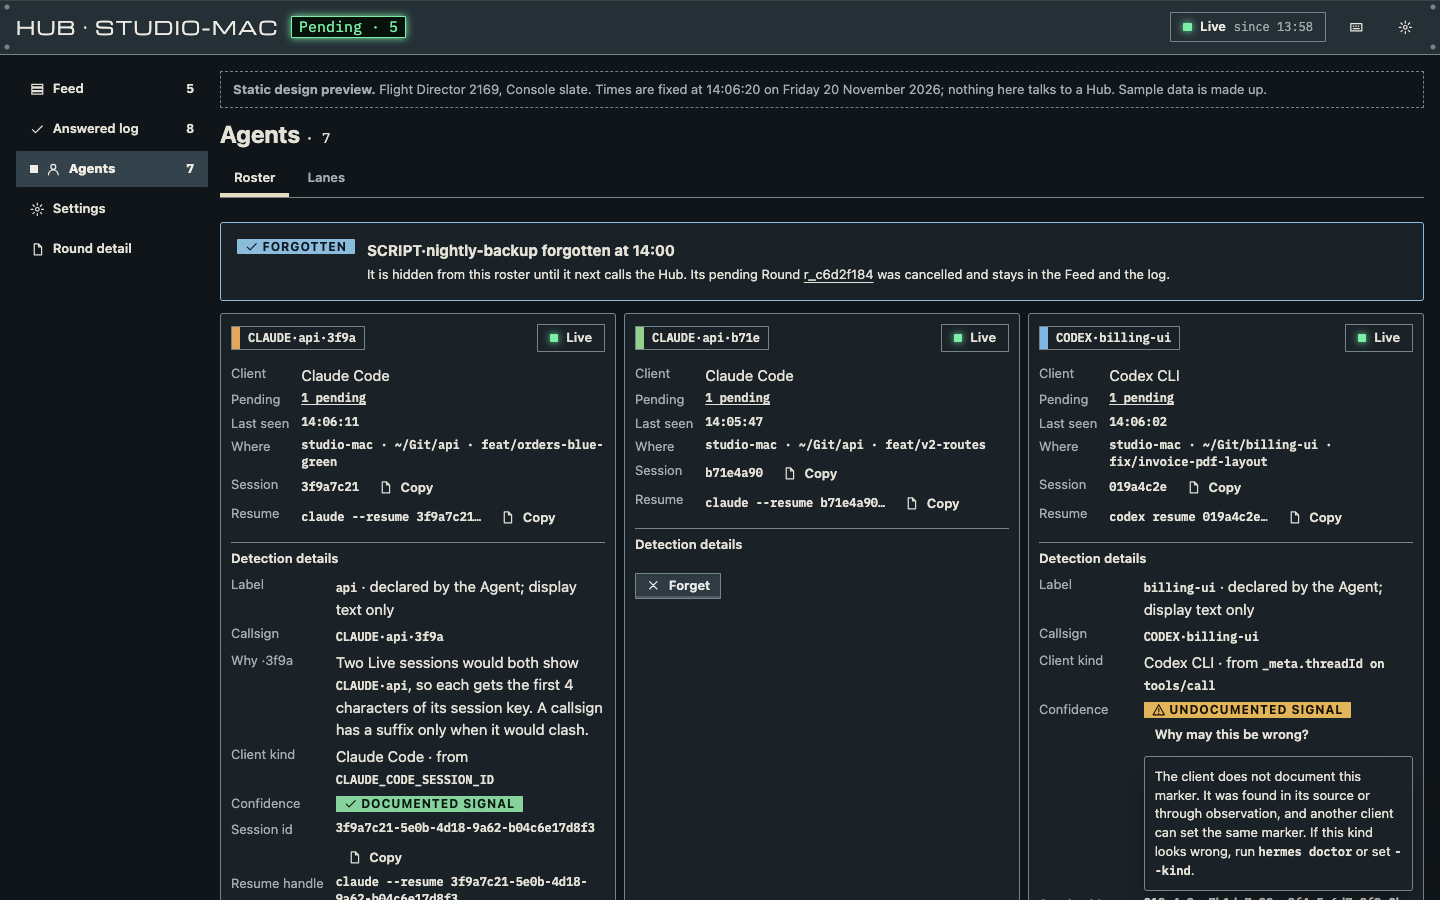 HUB · STUDIO-MAC
Pending · 5
Live since 13:58
Feed 5
Answered log 8
Agents 7
Settings
Round detail
Static design preview. Flight Director 2169, Console slate. Times are fixed at 14:06:20 on Friday 20 November 2026; nothing here talks to a Hub. Sample data is made up.
Agents · 7
Roster
Lanes
FORGOTTEN
SCRIPT·nightly-backup forgotten at 14:00
It is hidden from this roster until it next calls the Hub. Its pending Round r_c6d2f184 was cancelled and stays in the Feed and the log.
CLAUDE·api·3f9a
Live
Client Claude Code
Pending 1 pending
Last seen 14:06:11
Where studio-mac · ~/Git/api · feat/orders-blue-
green
Session 3f9a7c21 Copy
Resume claude --resume 3f9a7c21… Copy
Detection details
Label api · declared by the Agent; display
text only
Callsign CLAUDE·api·3f9a
Why ·3f9a Two Live sessions would both show
CLAUDE·api, so each gets the first 4
characters of its session key. A callsign
has a suffix only when it would clash.
Client kind Claude Code · from
CLAUDE_CODE_SESSION_ID
Confidence DOCUMENTED SIGNAL
Session id 3f9a7c21-5e0b-4d18-9a62-b04c6e17d8f3
Copy
Resume handle claude --resume 3f9a7c21-5e0b-4d18-
9a62-b04c6e17d8f3
CLAUDE·api·b71e
Live
Client Claude Code
Pending 1 pending
Last seen 14:05:47
Where studio-mac · ~/Git/api · feat/v2-routes
Session b71e4a90 Copy
Resume claude --resume b71e4a90… Copy
Detection details
Forget
CODEX·billing-ui
Live
Client Codex CLI
Pending 1 pending
Last seen 14:06:02
Where studio-mac · ~/Git/billing-ui ·
fix/invoice-pdf-layout
Session 019a4c2e Copy
Resume codex resume 019a4c2e… Copy
Detection details
Label billing-ui · declared by the Agent;
display text only
Callsign CODEX·billing-ui
Client kind Codex CLI · from _meta.threadId on
tools/call
Confidence UNDOCUMENTED SIGNAL
Why may this be wrong?
The client does not document this
marker. It was found in its source or
through observation, and another client
can set the same marker. If this kind
looks wrong, run hermes doctor or set -
-kind.